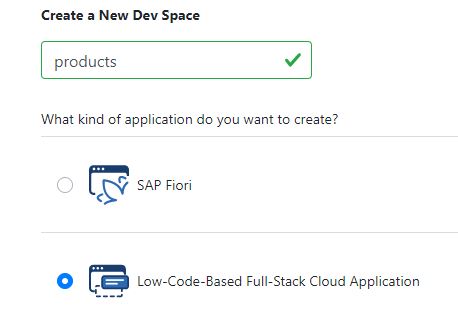 Create a New Dev Space
products
What kind of application do you want to create?
SAP Fiori
Low-Code-Based Full-Stack Cloud Application